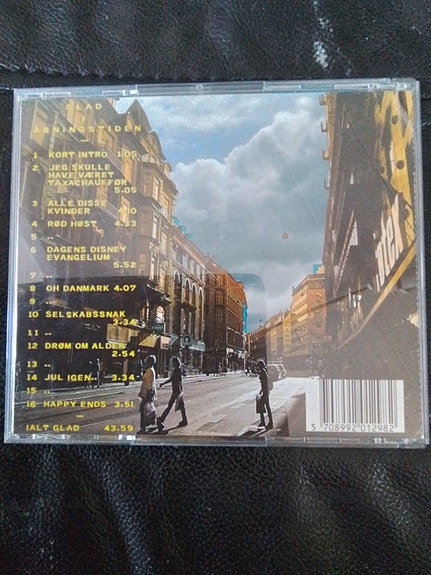 GLAD
ÅBNINGSTIDEN
—
1 KORT INTRO 1.05
2 JEG SKULLE
HAVE VÆRET
TAXACHAUFFØR
5.05
3 ALLE DISSE
KVINDER
4 RØD HØST 4.33
5 ..
6 DAGENS DISNEY
EVANGELIUM
5.52
7 ..
8 OH DANMARK 4.07
9 ..
10 SELSKABSSNAK
3.34
11 ..
12 DRØM OM ALDER
2.54
13 ..
14 JUL IGEN.. 3.34
15 ..
16 HAPPY ENDS 3.51
—
IALT GLAD 43.59
5 708992 012982